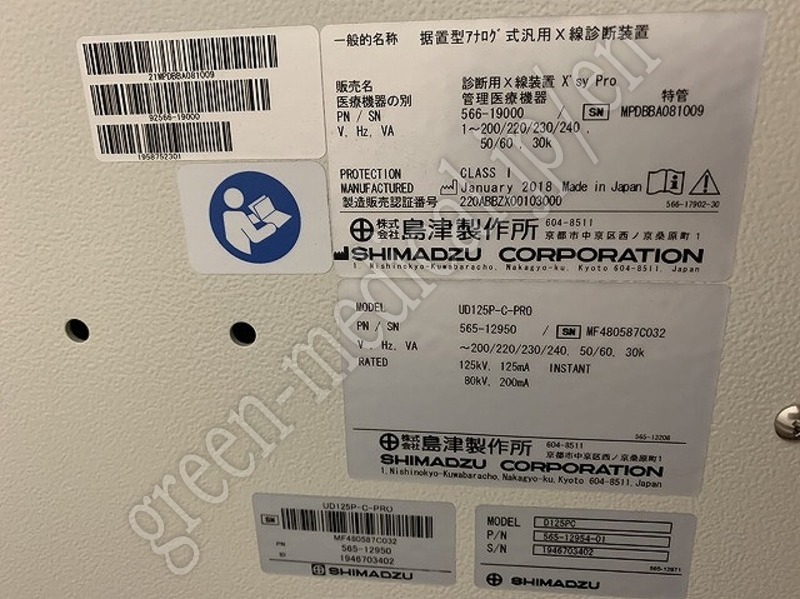 21MPDBBA081009
92566-19000
1958752301
一般的名称 据置型アナログ式汎用X線診断装置
販売名 診断用X線装置 X'sy Pro
医療機器の別 管理医療機器 特管
PN / SN 566-19000 / SN MPDBBA081009
V, Hz, VA 1～200/220/230/240,
50/60, 30k
PROTECTION CLASS I
MANUFACTURED January 2018 Made in Japan
製造販売認証番号 220ABBZX00103000
566-17902-30
株式会社 島津製作所 604-8511
京都市中京区西ノ京桑原町1
SHIMADZU CORPORATION
1, Nishinokyo-Kuwabaracho, Nakagyo-ku, Kyoto 604-8511, Japan
MODEL UD125P-C-PRO
PN / SN 565-12950 / SN MF480587C032
V, Hz, VA ～200/220/230/240, 50/60, 30k
RATED 125kV, 125mA INSTANT
80kV, 200mA
565-13208
株式会社 島津製作所 604-8511
京都市中京区西ノ京桑原町1
SHIMADZU CORPORATION
1, Nishinokyo-Kuwabaracho, Nakagyo-ku, Kyoto 604-8511, Japan
UD125P-C-PRO
SN
MF480587C032
PN 565-12950
ID 1946703402
SHIMADZU
MODEL D125PC
P/N 565-12954-01
S/N 1946703402
565-12871
SHIMADZU
green-medical.jp/en